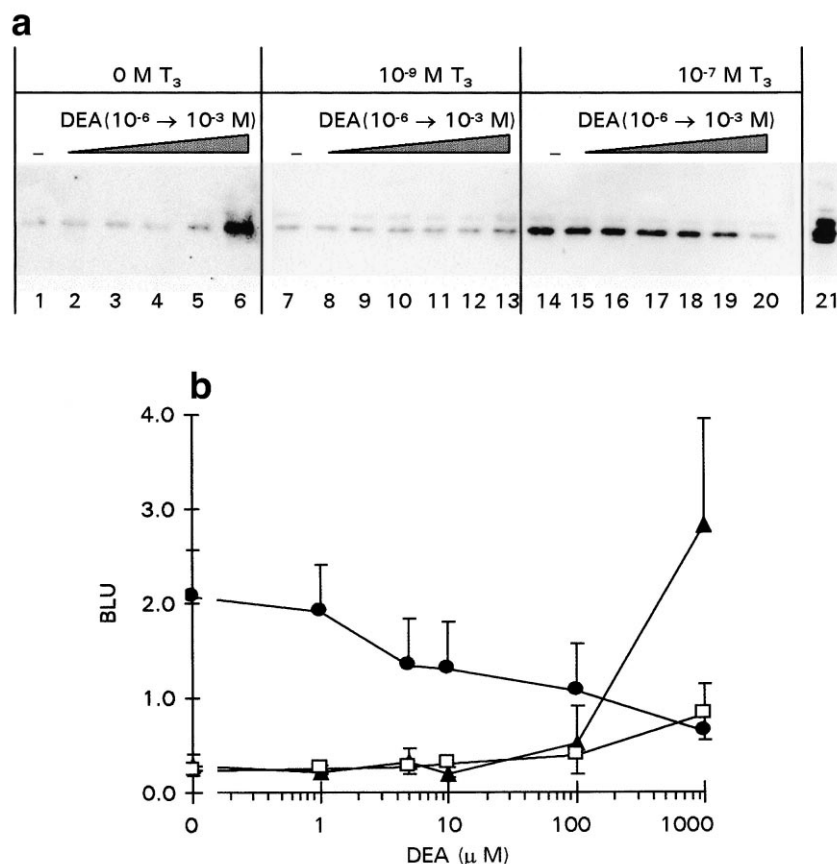 a
0 M T3 10-9 M T3 10-7 M T3
DEA(10-6 → 10-3 M) DEA(10-6 → 10-3 M) DEA(10-6 → 10-3 M)
– – –
1 2 3 4 5 6 7 8 9 10 11 12 13 14 15 16 17 18 19 20 21
b
4.0
3.0
2.0
1.0
0.0
BLU
0 1 10 100 1000
DEA (μ M)